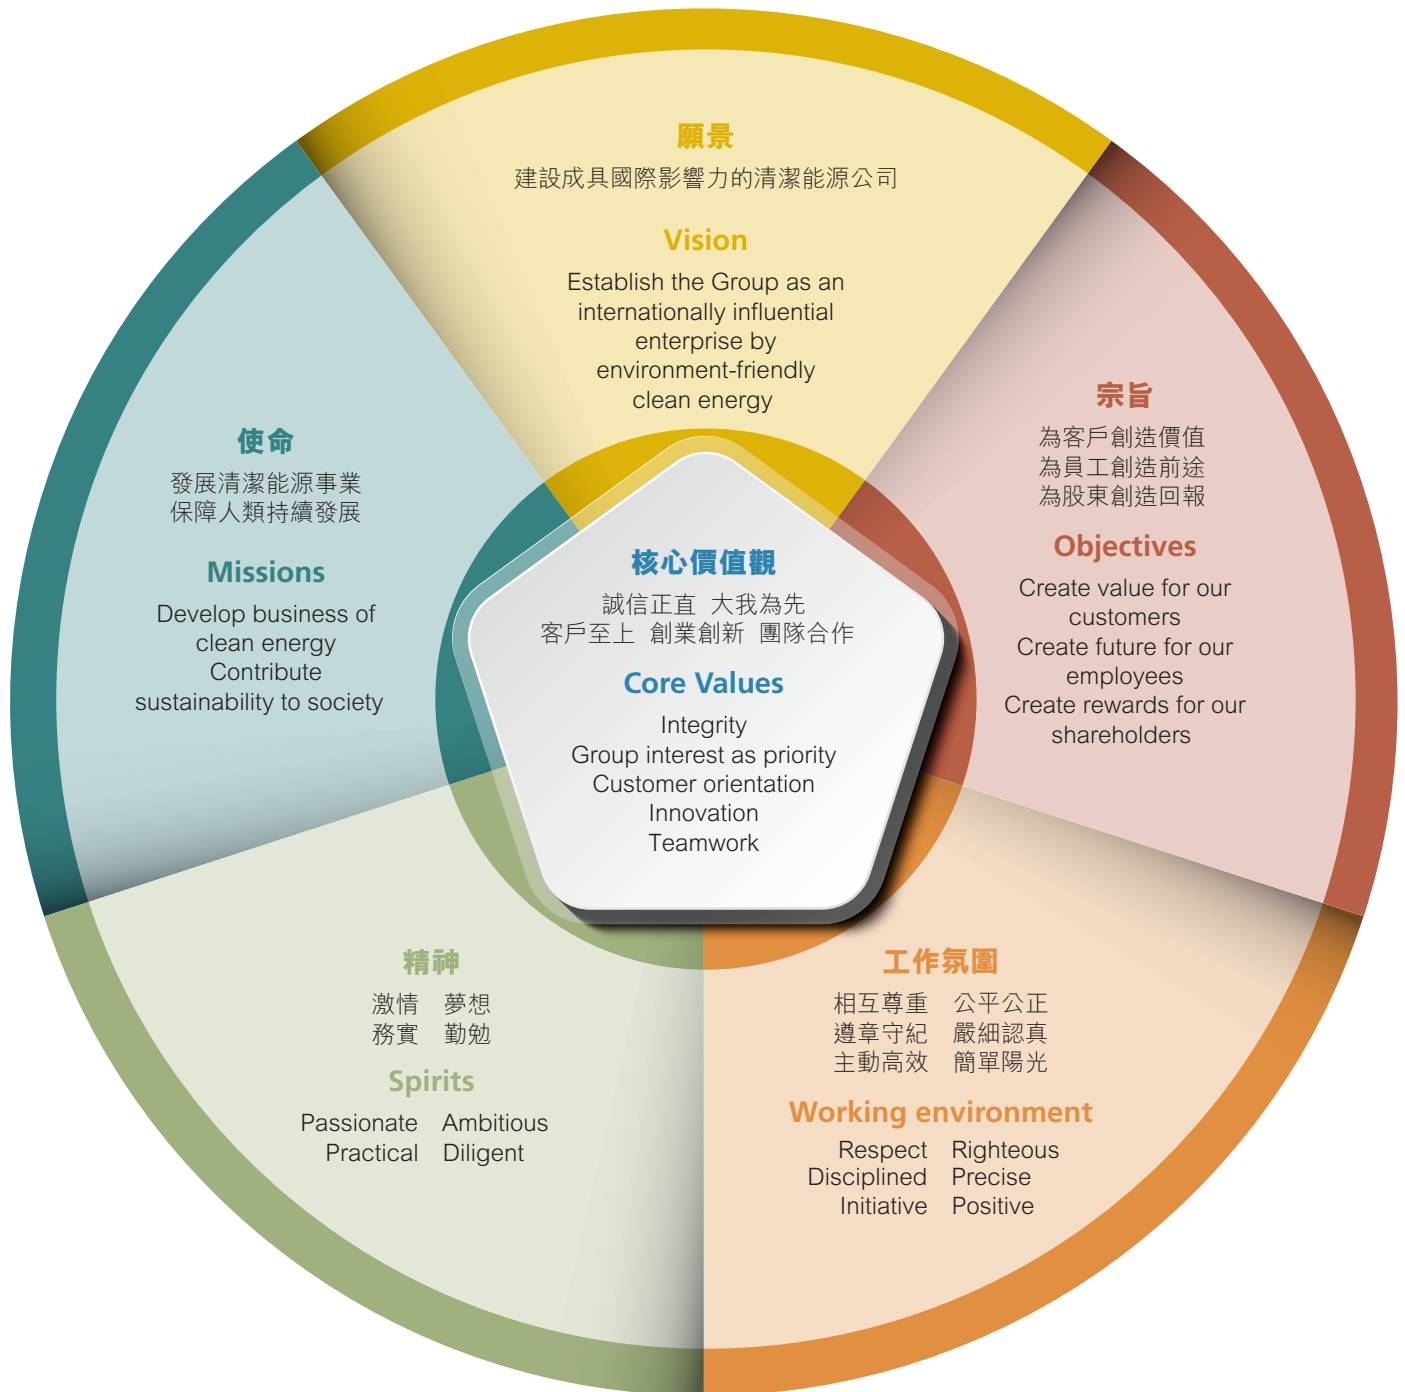 願景
建設成具國際影響力的清潔能源公司
Vision
Establish the Group as an
internationally influential
enterprise by
environment-friendly
clean energy
宗旨
為客戶創造價值
為員工創造前途
為股東創造回報
Objectives
Create value for our
customers
Create future for our
employees
Create rewards for our
shareholders
使命
發展清潔能源事業
保障人類持續發展
Missions
Develop business of
clean energy
Contribute
sustainability to society
核心價值觀
誠信正直 大我為先
客戶至上 創業創新 團隊合作
Core Values
Integrity
Group interest as priority
Customer orientation
Innovation
Teamwork
精神
激情 夢想
務實 勤勉
Spirits
Passionate Ambitious
Practical Diligent
工作氛圍
相互尊重 公平公正
遵章守紀 嚴細認真
主動高效 簡單陽光
Working environment
Respect Righteous
Disciplined Precise
Initiative Positive